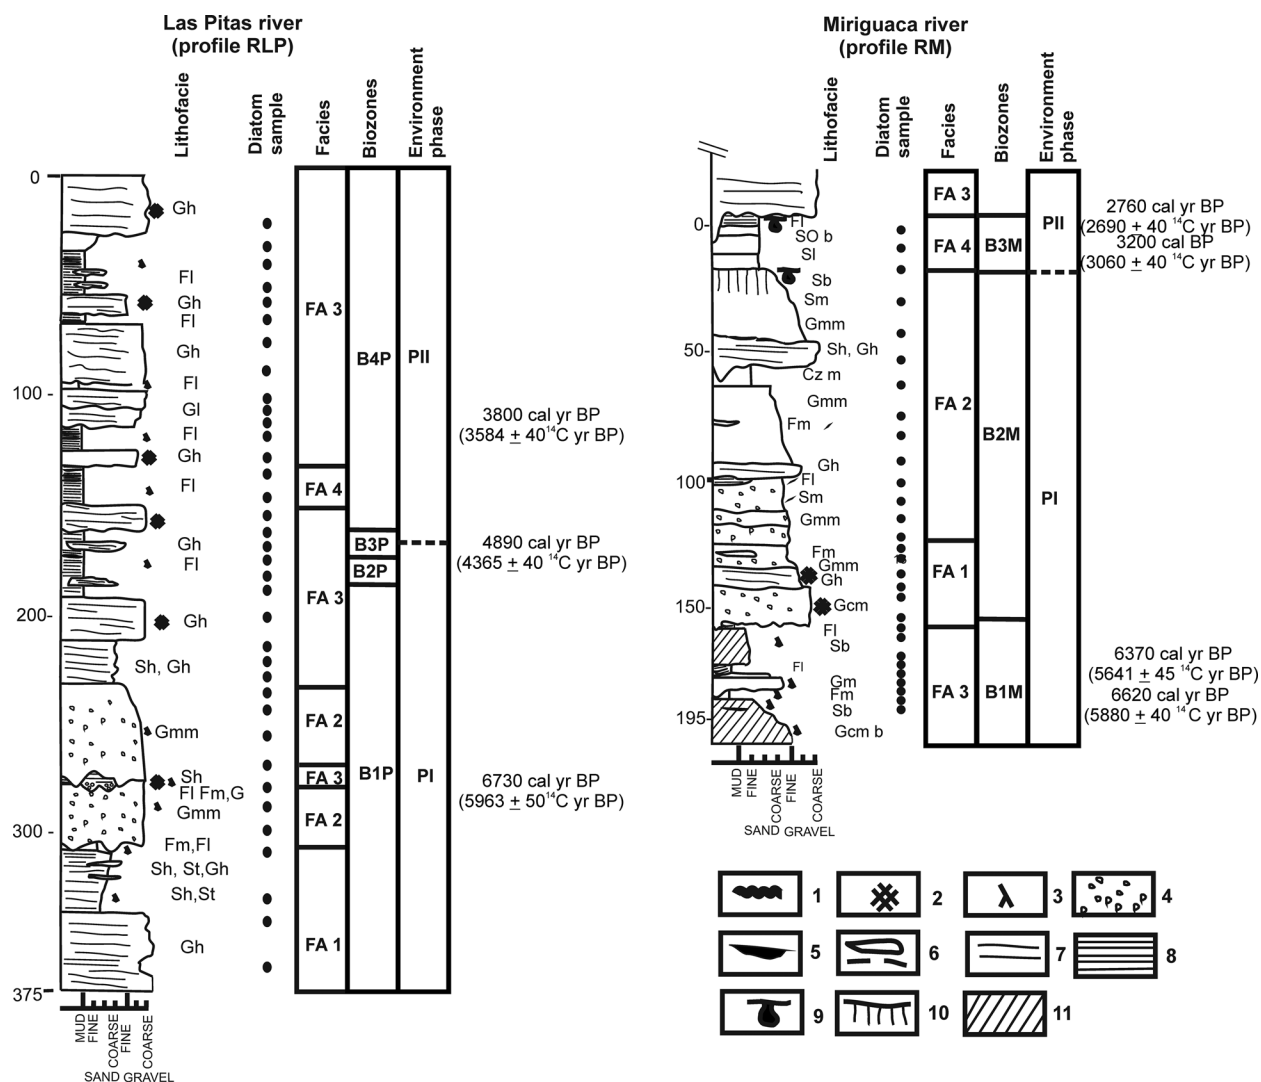 Las Pitas river
(profile RLP)
Lithofacie
Diatom
sample
Facies
Biozones
Environment
phase
0
100
200
300
375
Gh
Fl
Gh
Fl
Gh
Fl
Gl
Fl
Gh
Fl
Gh
Fl
Gh
Sh, Gh
Gmm
Sh
Fl Fm,G
Gmm
Fm,Fl
Sh, St,Gh
Sh,St
Gh
FA 3
FA 4
FA 3
FA 2
FA 3
FA 2
FA 1
B4P
B3P
B2P
B1P
PII
PI
3800 cal yr BP
(3584 ± 40 14C yr BP)
4890 cal yr BP
(4365 ± 40 14C yr BP)
6730 cal yr BP
(5963 ± 50 14C yr BP)
MUD
FINE
COARSE
FINE
COARSE
SAND GRAVEL
Miriguaca river
(profile RM)
Lithofacie
Diatom
sample
Facies
Biozones
Environment
phase
0
50
100
150
195
Fl
SO b
Sl
Sb
Sm
Gmm
Sh, Gh
Cz m
Gmm
Fm
Gh
Fl
Sm
Gmm
Fm
Gmm
Gh
Gcm
Fl
Sb
Fl
Gm
Fm
Sb
Gcm b
FA 3
FA 4
FA 2
FA 1
FA 3
B3M
B2M
B1M
PII
PI
2760 cal yr BP
(2690 ± 40 14C yr BP)
3200 cal yr BP
(3060 ± 40 14C yr BP)
6370 cal yr BP
(5641 ± 45 14C yr BP)
6620 cal yr BP
(5880 ± 40 14C yr BP)
MUD
FINE
COARSE
FINE
COARSE
SAND GRAVEL
1
2
3
4
5
6
7
8
9
10
11